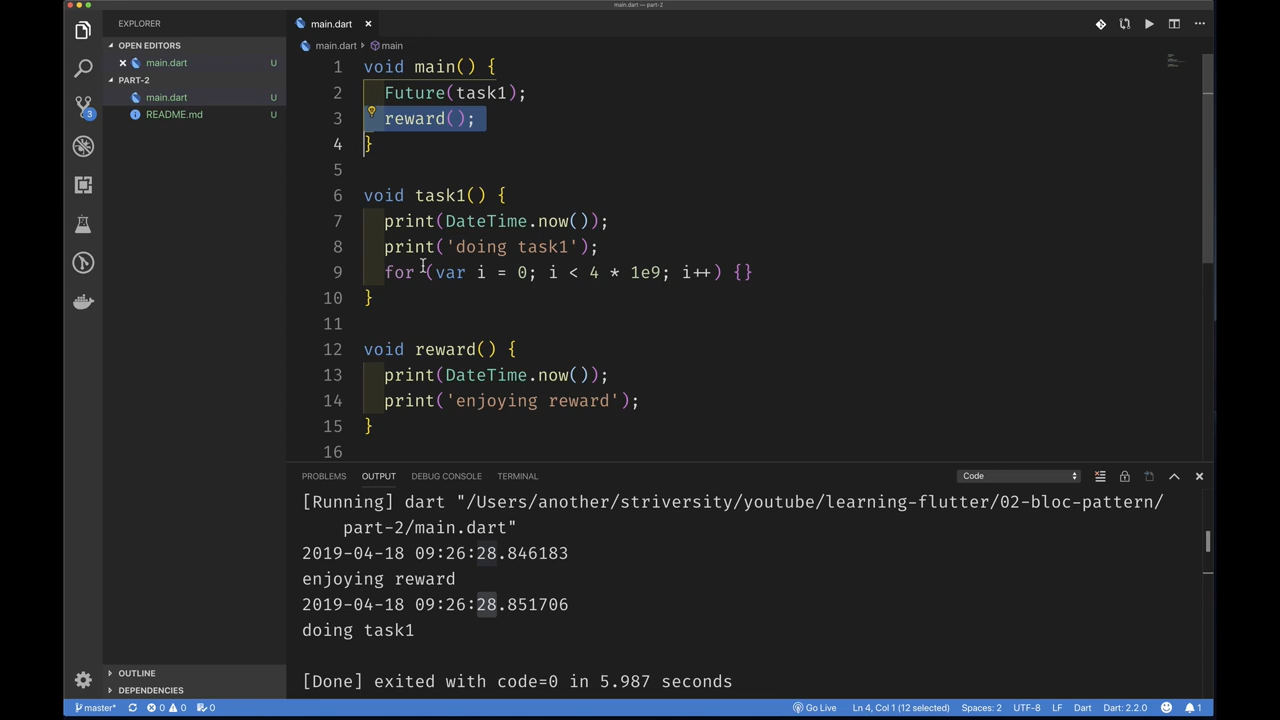 main.dart — part-2
EXPLORER
OPEN EDITORS
main.dart U
PART-2
main.dart U
README.md U
OUTLINE
DEPENDENCIES
3
main.dart
main.dart main
1 void main() {
2 Future(task1);
3 reward();
4 }
5
6 void task1() {
7 print(DateTime.now());
8 print('doing task1');
9 for (var i = 0; i < 4 * 1e9; i++) {}
10 }
11
12 void reward() {
13 print(DateTime.now());
14 print('enjoying reward');
15 }
16
PROBLEMS OUTPUT DEBUG CONSOLE TERMINAL Code
[Running] dart "/Users/another/striversity/youtube/learning-flutter/02-bloc-pattern/
part-2/main.dart"
2019-04-18 09:26:28.846183
enjoying reward
2019-04-18 09:26:28.851706
doing task1
[Done] exited with code=0 in 5.987 seconds
master* 0 0 0 Go Live Ln 4, Col 1 (12 selected) Spaces: 2 UTF-8 LF Dart Dart: 2.2.0 1